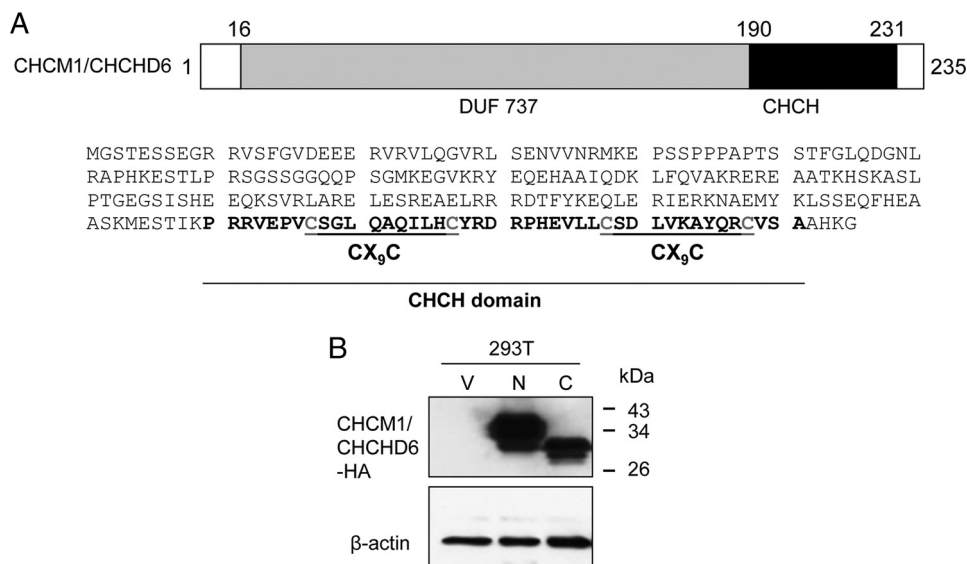 A
16 190 231
CHCM1/CHCHD6 1 235
DUF 737 CHCH
MGSTESSEGR RVSFGVDEEE RVRVLQGVRL SENVVNRMKE PSSPPPAPTS STFGLQDGNL
RAPHKESTLP RSGSSGGQQP SGMKEGVKRY EQEHAAIQDK LFQVAKRERE AATKHSKASL
PTGEGSISHE EQKSVRLARE LESREAELRR RDTFYKEQLE RIERKNAEMY KLSSEQFHEA
ASKMESTIKP RRVEPVCSGL QAQILHCYRD RPHEVLLCSDLVKAYQRCVSA AAHKG
CX9C CX9C
CHCH domain
B
293T
V N C kDa
CHCM1/
CHCHD6
-HA
43
34
26
β-actin